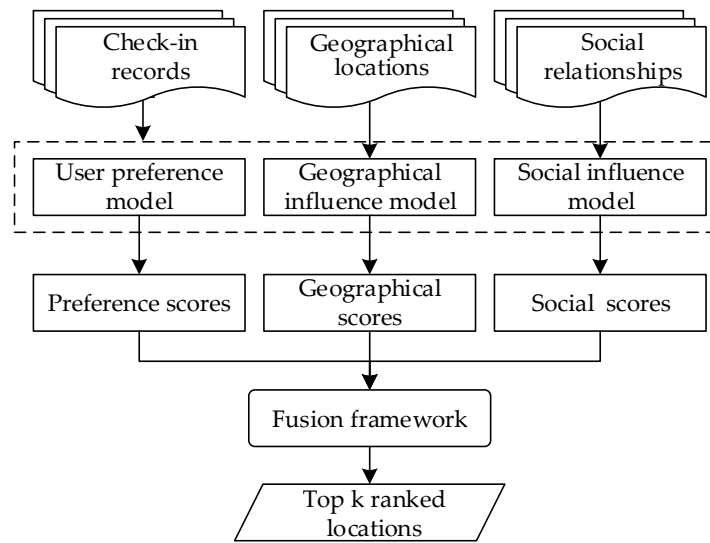 Check-in
records
Geographical
locations
Social
relationships
User preference
model
Geographical
influence model
Social influence
model
Preference scores
Geographical
scores
Social scores
Fusion framework
Top k ranked
locations